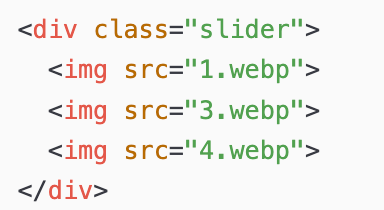 <div class="slider">
  <img src="1.webp">
  <img src="3.webp">
  <img src="4.webp">
</div>